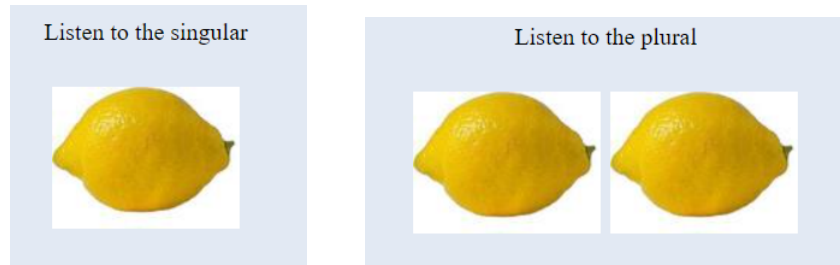 Listen to the singular
Listen to the plural